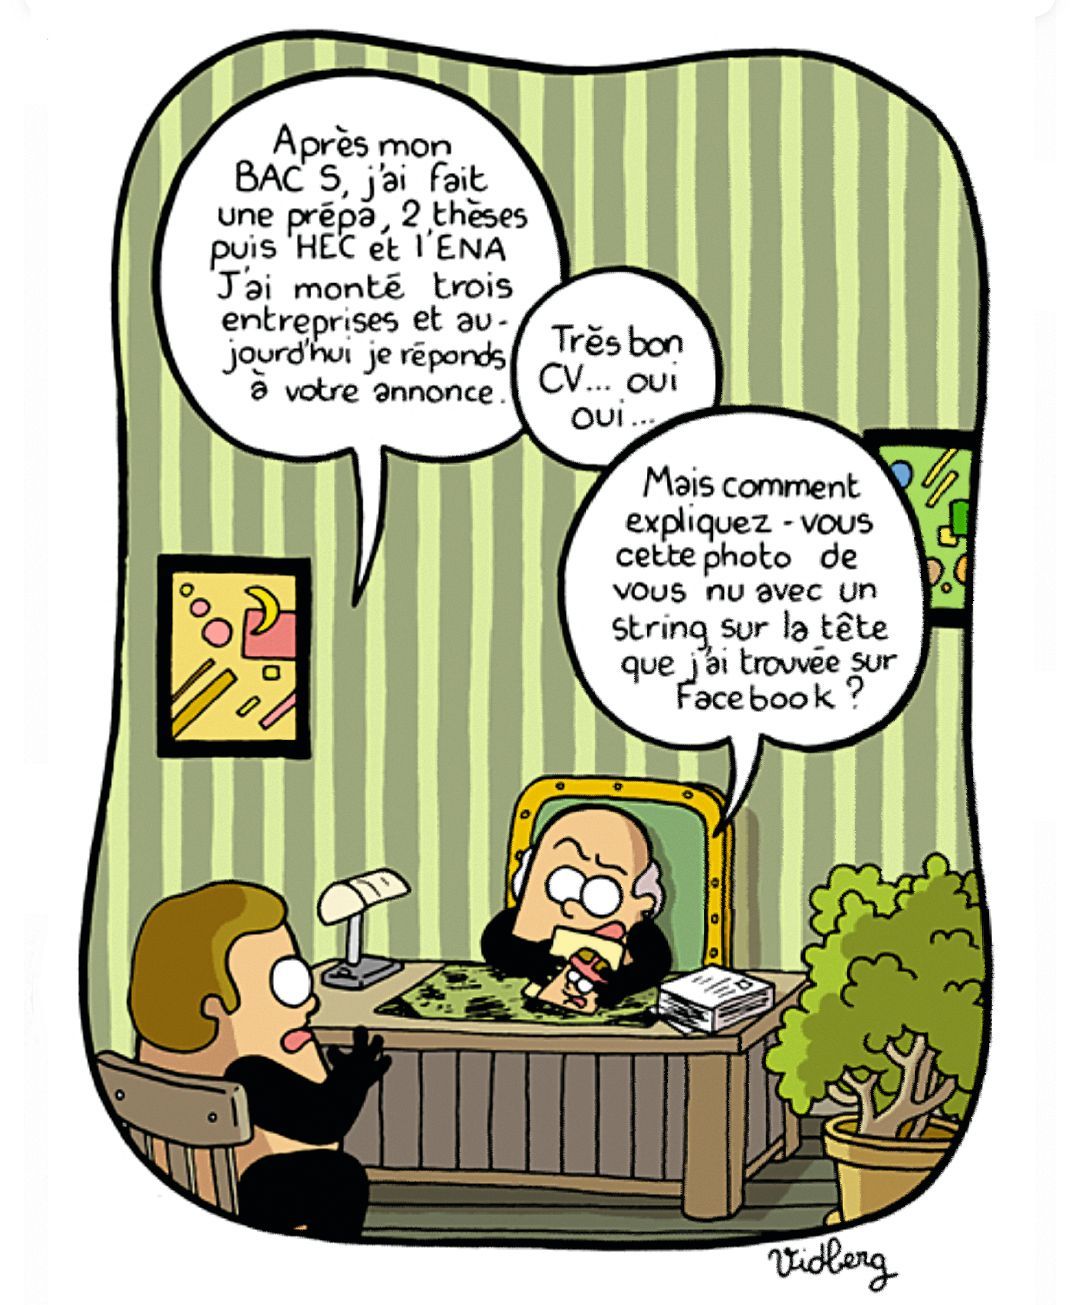 Après mon
BAC S, j'ai fait
une prépa, 2 thèses
puis HEC et l'ENA
J'ai monté trois
entreprises et au-
jourd'hui je réponds
à votre annonce.
Très bon
CV... oui
oui...
Mais comment
expliquez-vous
cette photo de
vous nu avec un
string sur la tête
que j'ai trouvée sur
Facebook ?
Vidberg